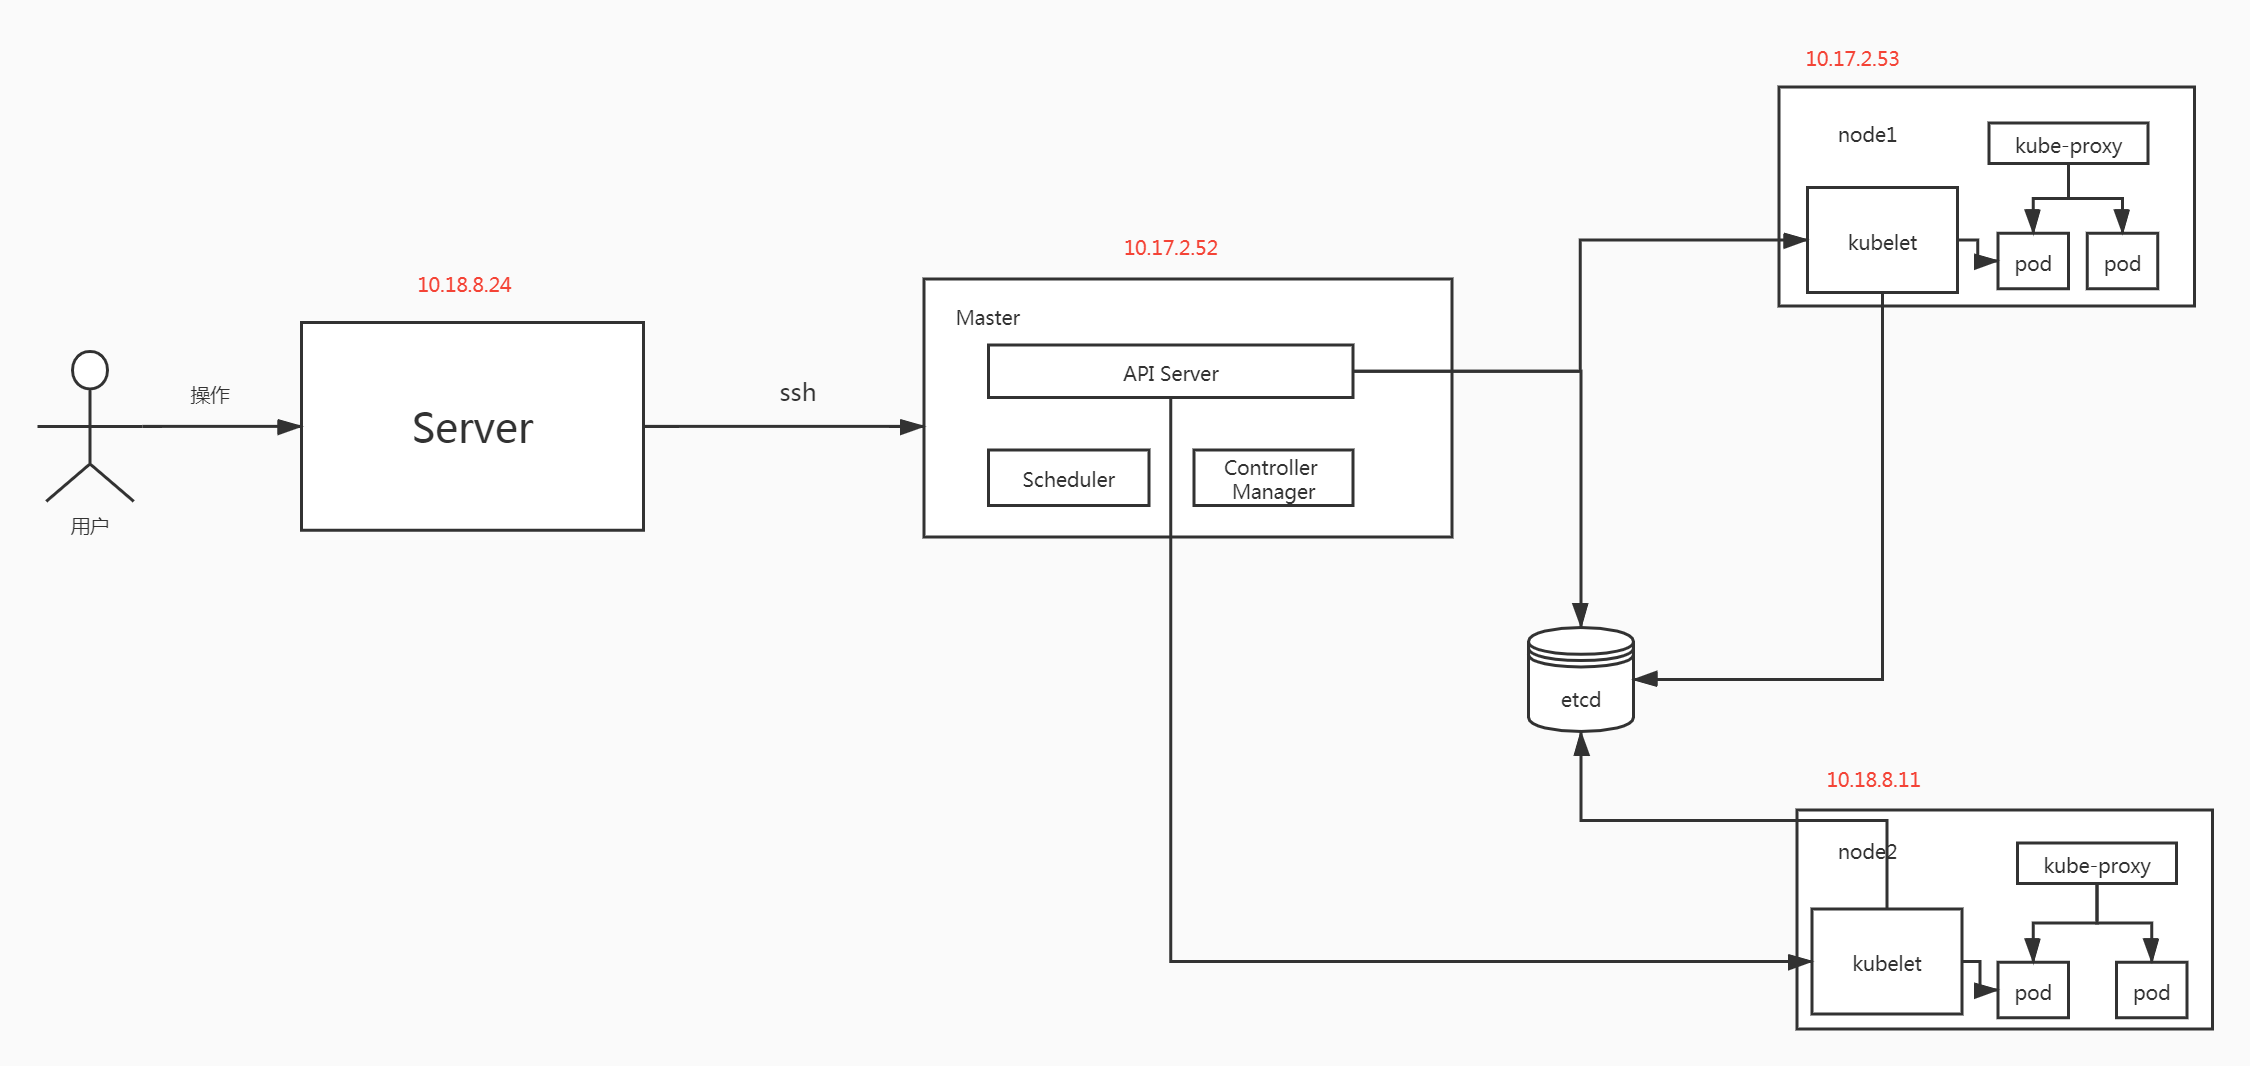 用户
操作
10.18.8.24
Server
ssh
10.17.2.52
Master
API Server
Scheduler
Controller
Manager
10.17.2.53
node1
kube-proxy
kubelet
pod
pod
etcd
10.18.8.11
node2
kube-proxy
kubelet
pod
pod